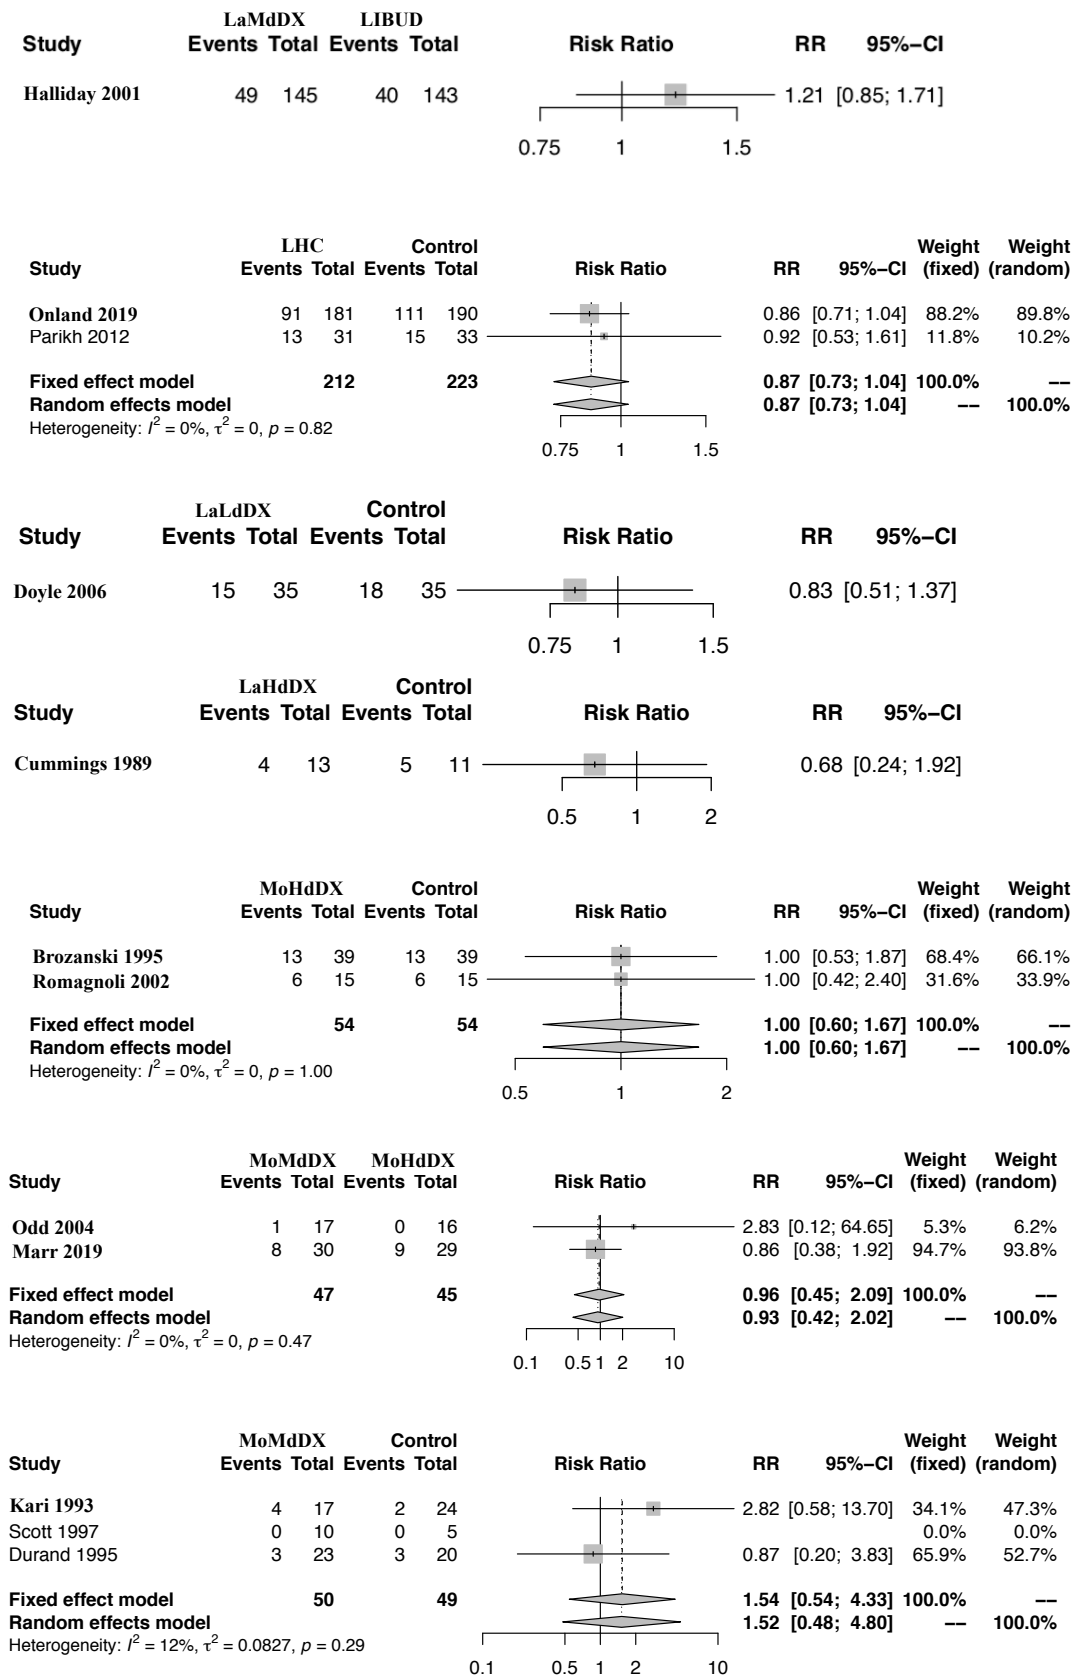 LaMdDX LIBUD
Study Events Total Events Total Risk Ratio RR 95%−CI
Halliday 2001 49 145 40 143 1.21 [0.85; 1.71]
0.75 1 1.5
LHC Control Weight Weight
Study Events Total Events Total Risk Ratio RR 95%−CI (fixed) (random)
Onland 2019 91 181 111 190 0.86 [0.71; 1.04] 88.2% 89.8%
Parikh 2012 13 31 15 33 0.92 [0.53; 1.61] 11.8% 10.2%
Fixed effect model 212 223 0.87 [0.73; 1.04] 100.0% −−
Random effects model 0.87 [0.73; 1.04] −− 100.0%
Heterogeneity: I² = 0%, τ² = 0, p = 0.82
0.75 1 1.5
LaLdDX Control
Study Events Total Events Total Risk Ratio RR 95%−CI
Doyle 2006 15 35 18 35 0.83 [0.51; 1.37]
0.75 1 1.5
LaHdDX Control
Study Events Total Events Total Risk Ratio RR 95%−CI
Cummings 1989 4 13 5 11 0.68 [0.24; 1.92]
0.5 1 2
MoHdDX Control Weight Weight
Study Events Total Events Total Risk Ratio RR 95%−CI (fixed) (random)
Brozanski 1995 13 39 13 39 1.00 [0.53; 1.87] 68.4% 66.1%
Romagnoli 2002 6 15 6 15 1.00 [0.42; 2.40] 31.6% 33.9%
Fixed effect model 54 54 1.00 [0.60; 1.67] 100.0% −−
Random effects model 1.00 [0.60; 1.67] −− 100.0%
Heterogeneity: I² = 0%, τ² = 0, p = 1.00
0.5 1 2
MoMdDX MoHdDX Weight Weight
Study Events Total Events Total Risk Ratio RR 95%−CI (fixed) (random)
Odd 2004 1 17 0 16 2.83 [0.12; 64.65] 5.3% 6.2%
Marr 2019 8 30 9 29 0.86 [0.38; 1.92] 94.7% 93.8%
Fixed effect model 47 45 0.96 [0.45; 2.09] 100.0% −−
Random effects model 0.93 [0.42; 2.02] −− 100.0%
Heterogeneity: I² = 0%, τ² = 0, p = 0.47
0.1 0.5 1 2 10
MoMdDX Control Weight Weight
Study Events Total Events Total Risk Ratio RR 95%−CI (fixed) (random)
Kari 1993 4 17 2 24 2.82 [0.58; 13.70] 34.1% 47.3%
Scott 1997 0 10 0 5 0.0% 0.0%
Durand 1995 3 23 3 20 0.87 [0.20; 3.83] 65.9% 52.7%
Fixed effect model 50 49 1.54 [0.54; 4.33] 100.0% −−
Random effects model 1.52 [0.48; 4.80] −− 100.0%
Heterogeneity: I² = 12%, τ² = 0.0827, p = 0.29
0.1 0.5 1 2 10